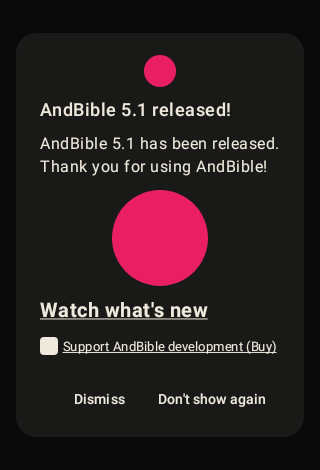 AndBible 5.1 released!
AndBible 5.1 has been released.
Thank you for using AndBible!
Watch what's new
Support AndBible development (Buy)
Dismiss
Don't show again